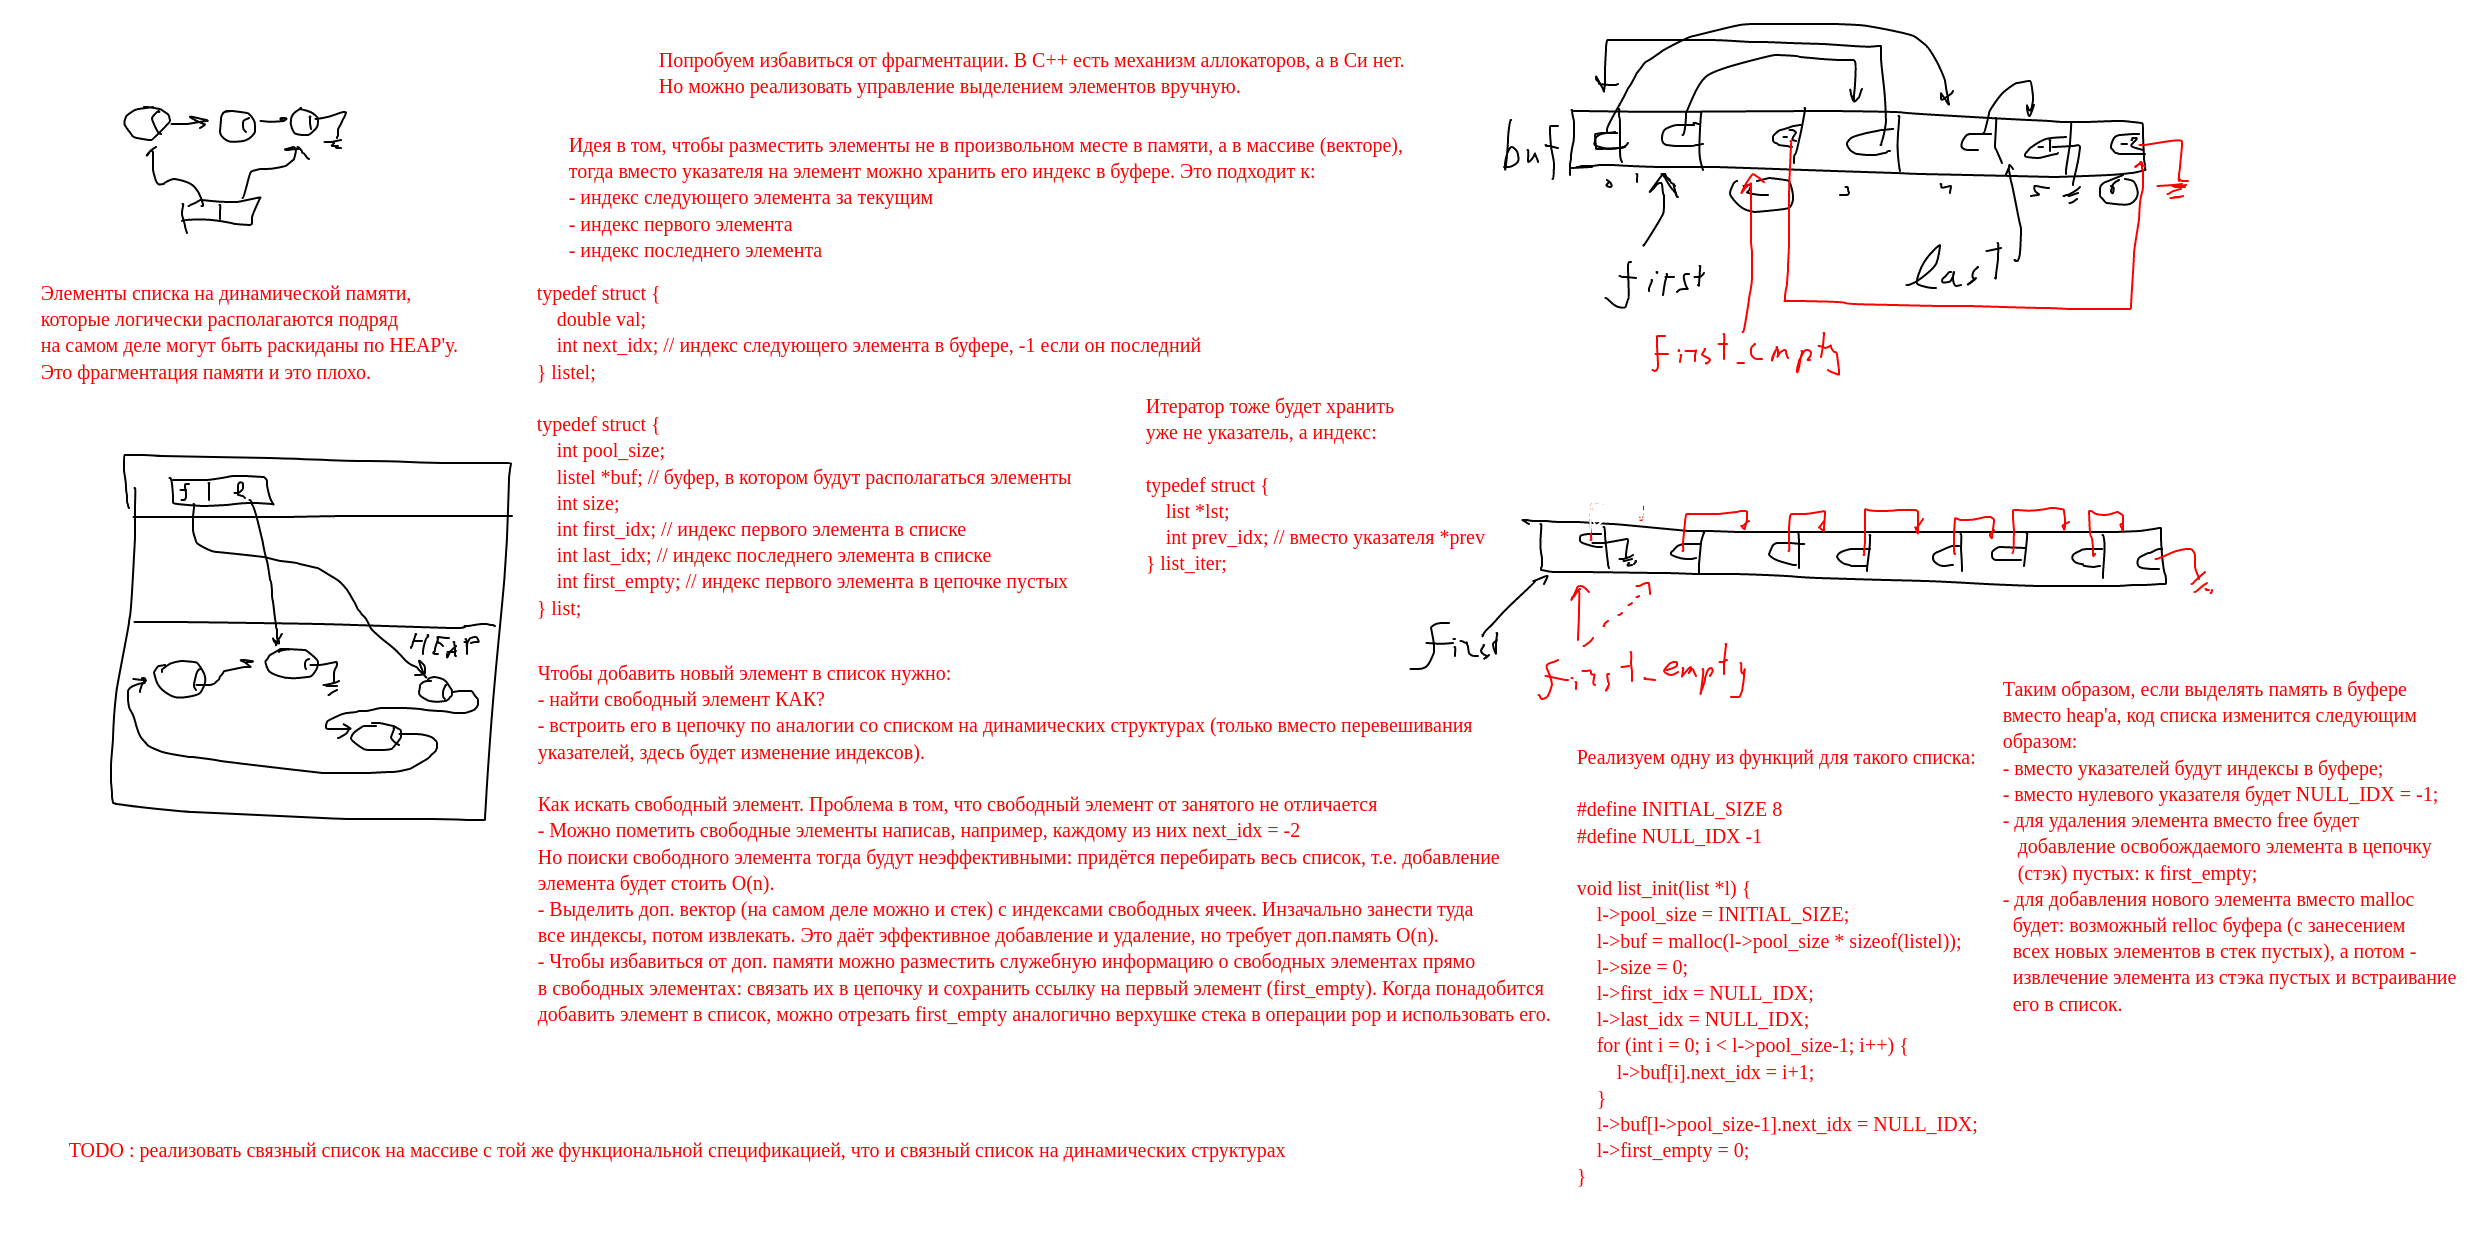 Попробуем избавиться от фрагментации. В С++ есть механизм аллокаторов, а в Си нет.
Но можно реализовать управление выделением элементов вручную.
Идея в том, чтобы разместить элементы не в произвольном месте в памяти, а в массиве (векторе),
тогда вместо указателя на элемент можно хранить его индекс в буфере. Это подходит к:
- индекс следующего элемента за текущим
- индекс первого элемента
- индекс последнего элемента
buf
0 1 2 3 4 5 6
first
last
first_empty
Элементы списка на динамической памяти,
которые логически располагаются подряд
на самом деле могут быть раскиданы по HEAP'у.
Это фрагментация памяти и это плохо.
f l
HEAP
typedef struct {
    double val;
    int next_idx; // индекс следующего элемента в буфере, -1 если он последний
} listel;
typedef struct {
    int pool_size;
    listel *buf; // буфер, в котором будут располагаться элементы
    int size;
    int first_idx; // индекс первого элемента в списке
    int last_idx; // индекс последнего элемента в списке
    int first_empty; // индекс первого элемента в цепочке пустых
} list;
Итератор тоже будет хранить
уже не указатель, а индекс:
typedef struct {
    list *lst;
    int prev_idx; // вместо указателя *prev
} list_iter;
first
first_empty
Чтобы добавить новый элемент в список нужно:
- найти свободный элемент КАК?
- встроить его в цепочку по аналогии со списком на динамических структурах (только вместо перевешивания
указателей, здесь будет изменение индексов).
Как искать свободный элемент. Проблема в том, что свободный элемент от занятого не отличается
- Можно пометить свободные элементы написав, например, каждому из них next_idx = -2
Но поиски свободного элемента тогда будут неэффективными: придётся перебирать весь список, т.е. добавление
элемента будет стоить O(n).
- Выделить доп. вектор (на самом деле можно и стек) с индексами свободных ячеек. Инзачально занести туда
все индексы, потом извлекать. Это даёт эффективное добавление и удаление, но требует доп.память O(n).
- Чтобы избавиться от доп. памяти можно разместить служебную информацию о свободных элементах прямо
в свободных элементах: связать их в цепочку и сохранить ссылку на первый элемент (first_empty). Когда понадобится
добавить элемент в список, можно отрезать first_empty аналогично верхушке стека в операции pop и использовать его.
Реализуем одну из функций для такого списка:
#define INITIAL_SIZE 8
#define NULL_IDX -1
void list_init(list *l) {
    l->pool_size = INITIAL_SIZE;
    l->buf = malloc(l->pool_size * sizeof(listel));
    l->size = 0;
    l->first_idx = NULL_IDX;
    l->last_idx = NULL_IDX;
    for (int i = 0; i < l->pool_size-1; i++) {
        l->buf[i].next_idx = i+1;
    }
    l->buf[l->pool_size-1].next_idx = NULL_IDX;
    l->first_empty = 0;
}
Таким образом, если выделять память в буфере
вместо heap'а, код списка изменится следующим
образом:
- вместо указателей будут индексы в буфере;
- вместо нулевого указателя будет NULL_IDX = -1;
- для удаления элемента вместо free будет
   добавление освобождаемого элемента в цепочку
   (стэк) пустых: к first_empty;
- для добавления нового элемента вместо malloc
  будет: возможный relloc буфера (с занесением
  всех новых элементов в стек пустых), а потом -
  извлечение элемента из стэка пустых и встраивание
  его в список.
TODO : реализовать связный список на массиве с той же функциональной спецификацией, что и связный список на динамических структурах